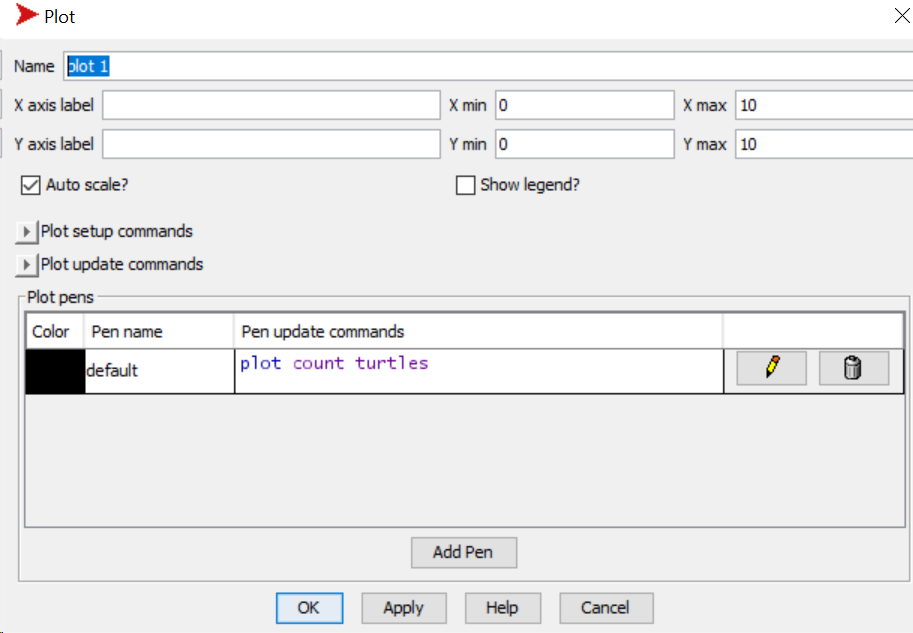 Plot
Name plot 1
X axis label X min 0 X max 10
Y axis label Y min 0 Y max 10
Auto scale? Show legend?
Plot setup commands
Plot update commands
Plot pens
Color Pen name Pen update commands
default plot count turtles
Add Pen
OK Apply Help Cancel